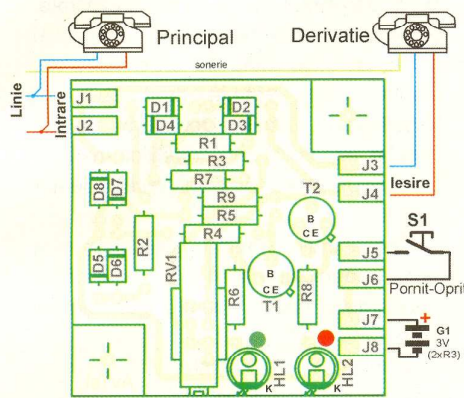 Principal
Derivatie
sonerie
Linie
Intrare
J1
J2
D1
D2
D4
D3
R1
R3
R7
R9
R5
R4
D8
D7
D5
D6
R2
RV1
T2
B
C E
B
C E
T1
R6
R8
J3
J4
Iesire
S1
J5
J6
Pornit-Oprit
J7
J8
+
G1
3V
(2xR3)
K
HL1
K
HL2